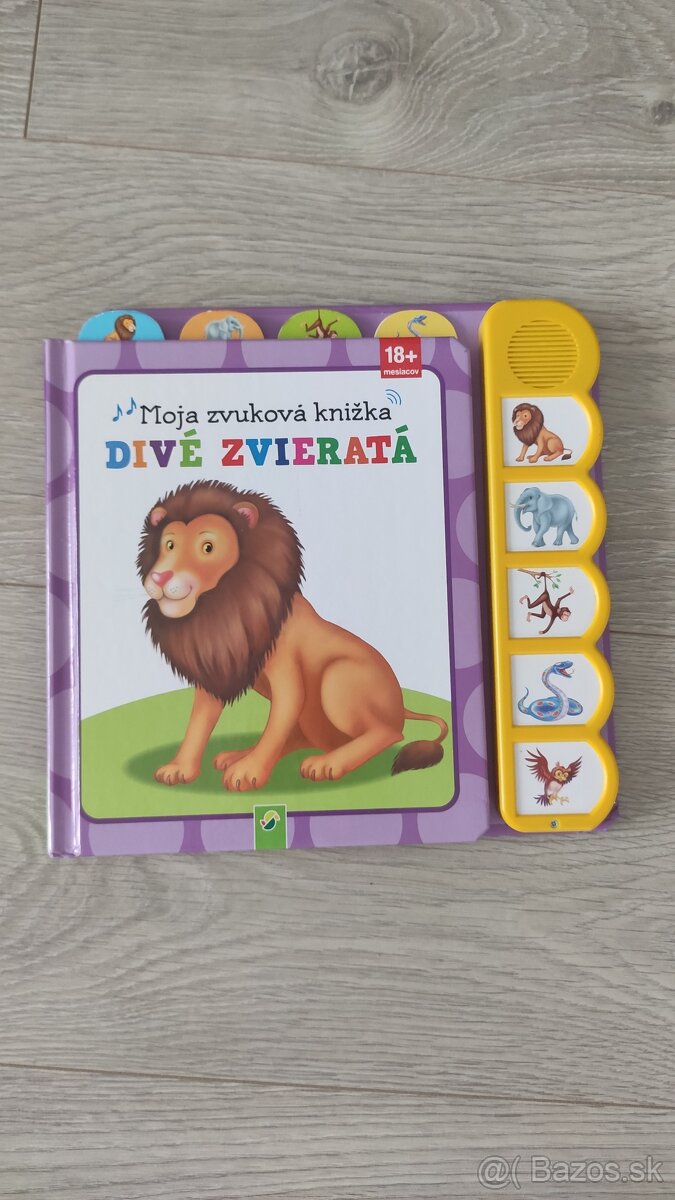 18+
mesiacov
Moja zvuková knižka
DIVÉ ZVIERATÁ
@( Bazos.sk